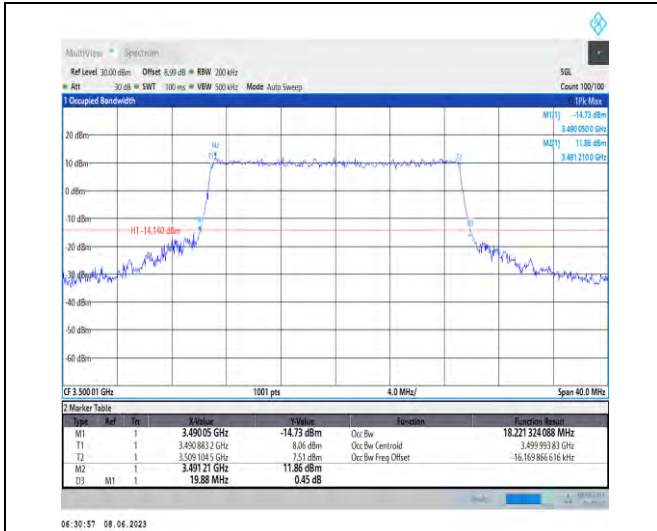 MultiView Spectrum
Ref Level 30.00 dBm Offset 8.99 dB RBW 200 kHz SGL
Att 30 dB SWT 100 ms VBW 500 kHz Mode Auto Sweep Count 100/100
1 Occupied Bandwidth 1Pk Max
M1[1] -14.73 dBm
3.490 050 0 GHz
M2[1] 11.86 dBm
3.491 210 0 GHz
20 dBm
M2
10 dBm
0 dBm
-10 dBm
H1 -14.140 dBm
-20 dBm
-30 dBm
-40 dBm
-50 dBm
-60 dBm
CF 3.500 01 GHz 1001 pts 4.0 MHz/ Span 40.0 MHz
2 Marker Table
Type Ref Trc X-Value Y-Value Function Function Result
M1 1 3.490 05 GHz -14.73 dBm Occ Bw 18.221 324 088 MHz
T1 1 3.490 883 2 GHz 8.06 dBm Occ Bw Centroid 3.499 993 83 GHz
T2 1 3.509 104 5 GHz 7.51 dBm Occ Bw Freq Offset -16.169 866 616 kHz
M2 1 3.491 21 GHz 11.86 dBm
D3 M1 1 19.88 MHz 0.45 dB
06:30:57 08.06.2023